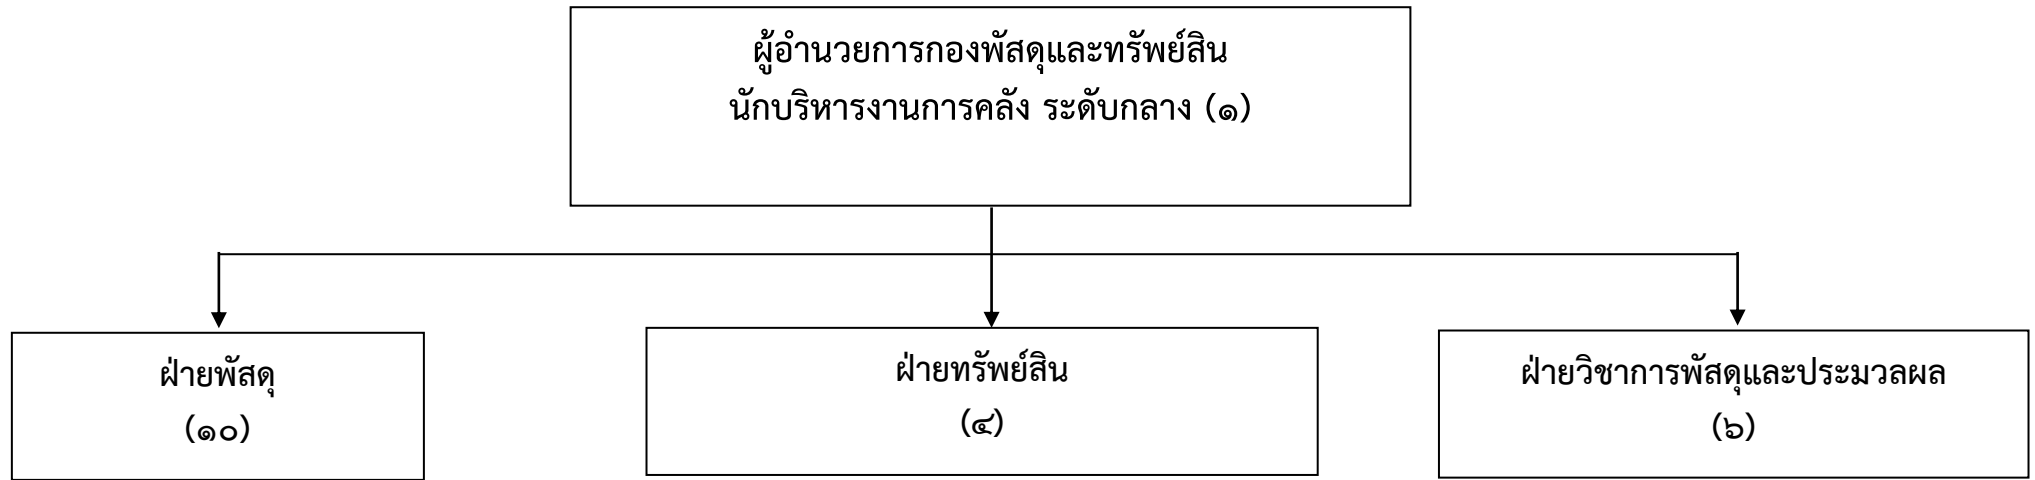 ผู้อำนวยการกองพัสดุและทรัพย์สิน
นักบริหารงานการคลัง ระดับกลาง (๑)
ฝ่ายพัสดุ
(๑๐)
ฝ่ายทรัพย์สิน
(๔)
ฝ่ายวิชาการพัสดุและประมวลผล
(๖)